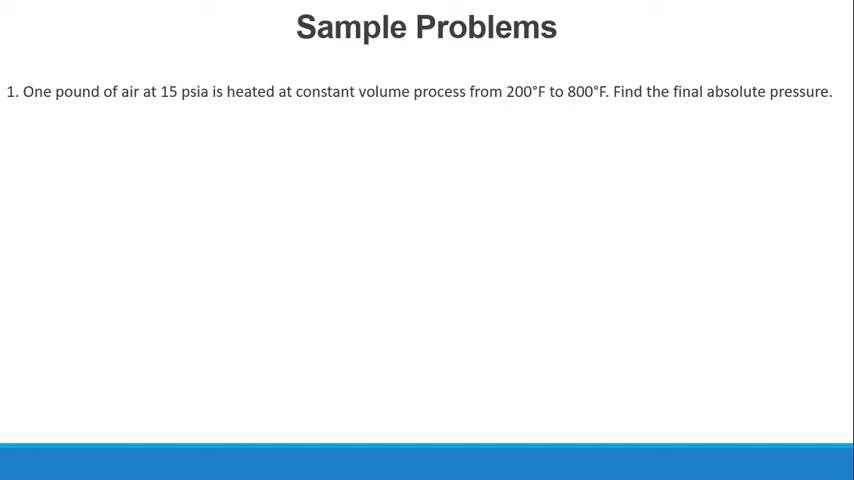 Sample Problems
1. One pound of air at 15 psia is heated at constant volume process from 200°F to 800°F. Find the final absolute pressure.